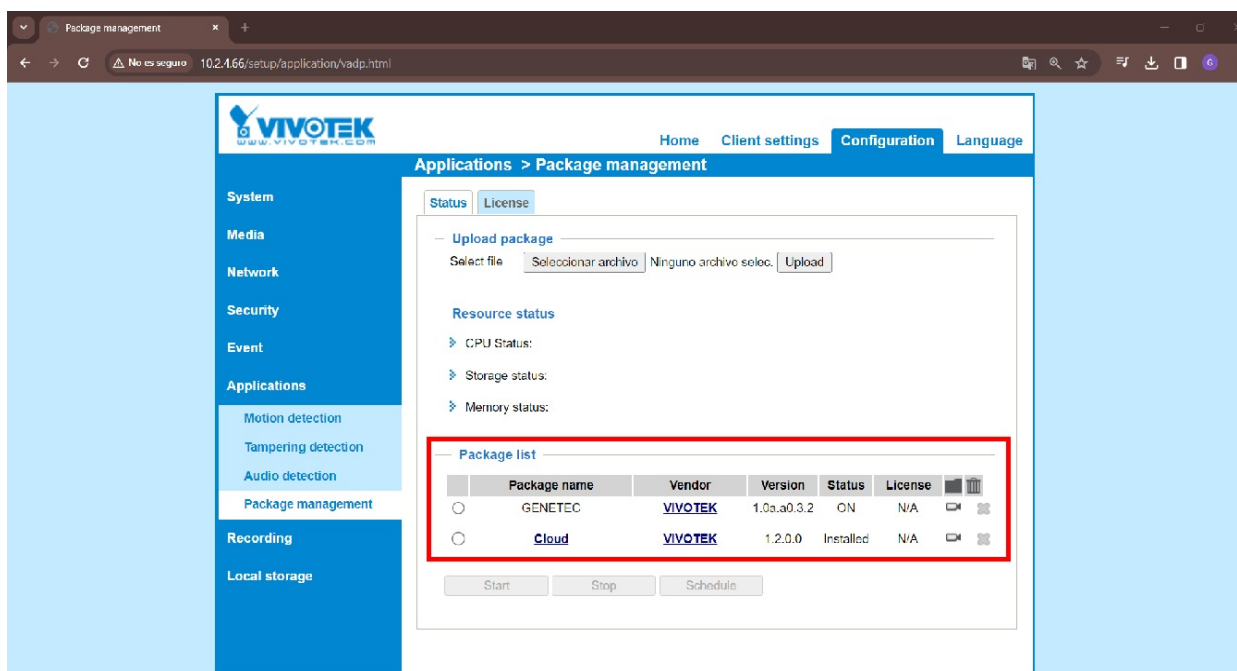 Package management
No es seguro 10.2.4.66/setup/application/vadp.html
G
VIVOTEK
www.vivotek.com
Home Client settings Configuration Language
Applications > Package management
System
Media
Network
Security
Event
Applications
Motion detection
Tampering detection
Audio detection
Package management
Recording
Local storage
Status License
Upload package
Select file Seleccionar archivo Ninguno archivo selec. Upload
Resource status
CPU Status:
Storage status:
Memory status:
Package list
Package name Vendor Version Status License
GENETEC VIVOTEK 1.0a.a0.3.2 ON N/A
Cloud VIVOTEK 1.2.0.0 Installed N/A
Start Stop Schedule